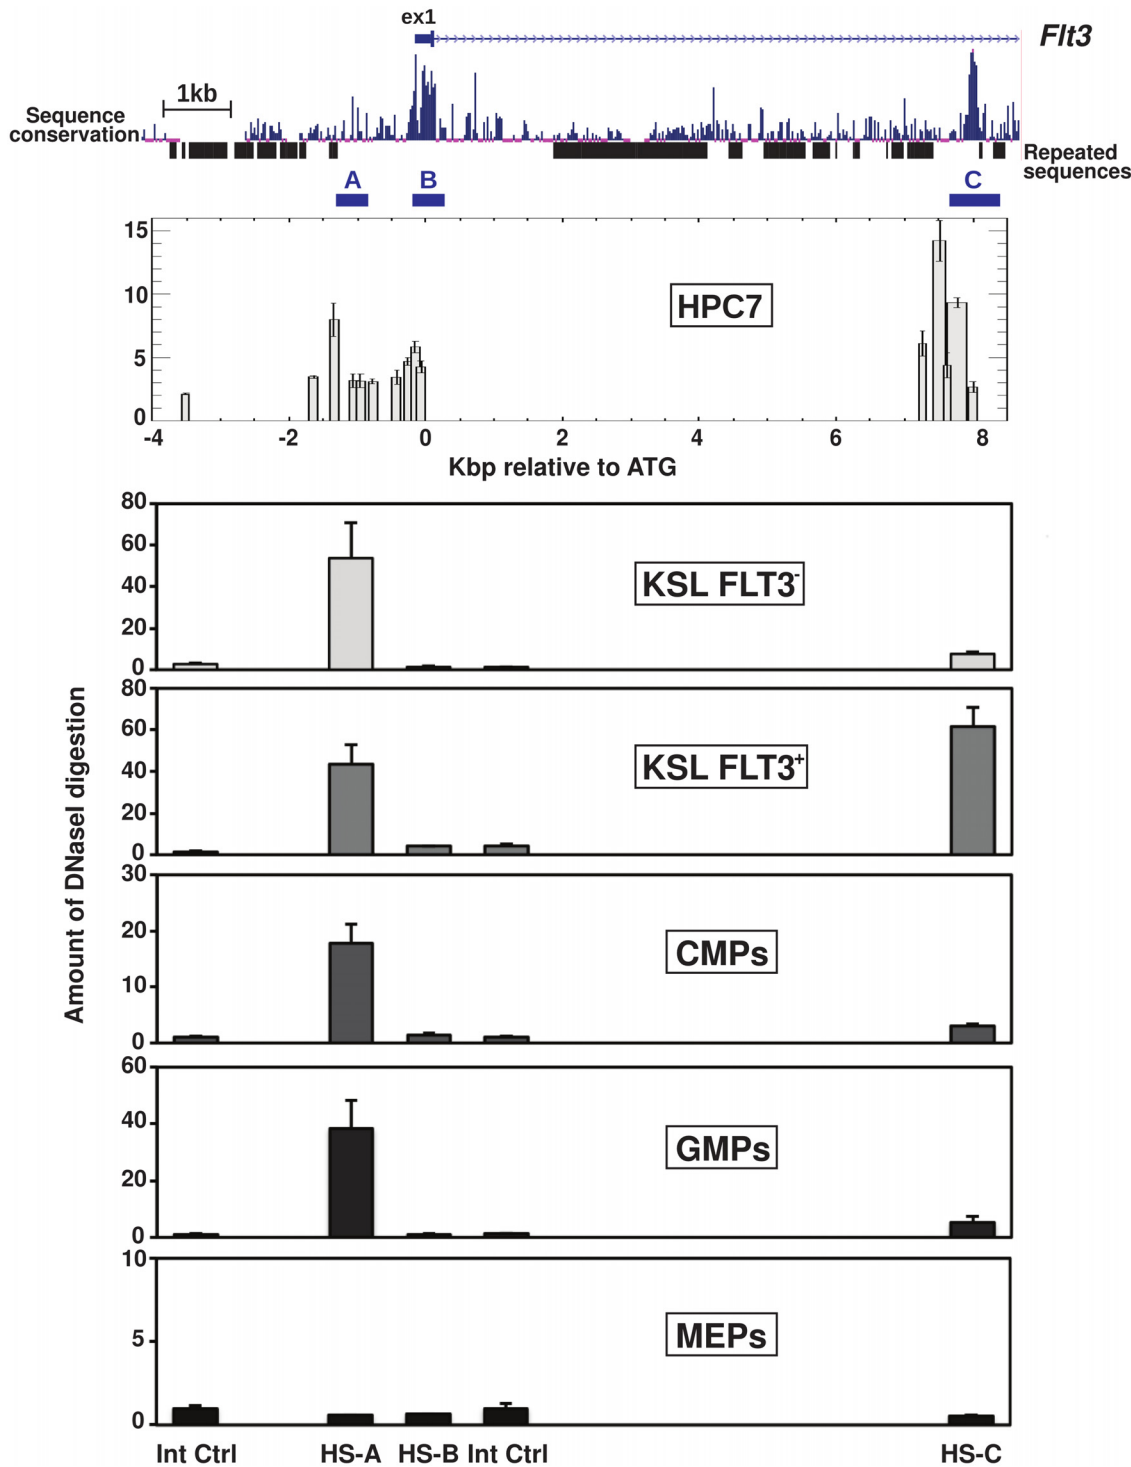 ex1
Flt3
1kb
Sequence
conservation
Repeated
sequences
A B C
15
10
5
0
HPC7
-4 -2 0 2 4 6 8
Kbp relative to ATG
Amount of DNaseI digestion
80
60
40
20
0
KSL FLT3-
80
60
40
20
0
KSL FLT3+
30
20
10
0
CMPs
60
40
20
0
GMPs
10
5
0
MEPs
Int Ctrl HS-A HS-B Int Ctrl HS-C